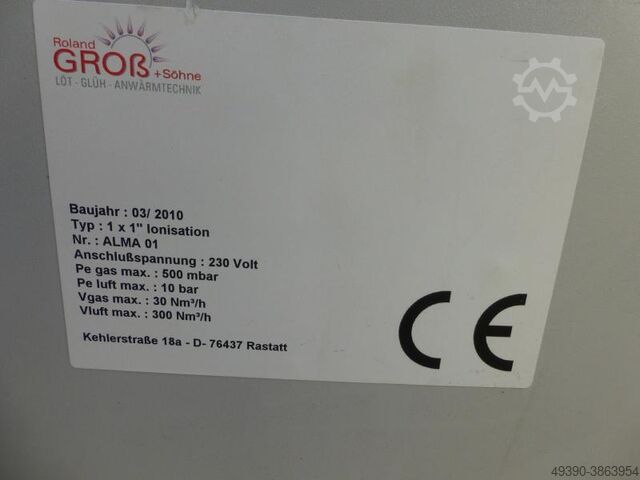 Roland
GROß + Söhne
LÖT - GLÜH - ANWÄRMTECHNIK
Baujahr : 03/ 2010
Typ : 1 x 1" Ionisation
Nr. : ALMA 01
Anschlußspannung : 230 Volt
Pe gas max. : 500 mbar
Pe luft max. : 10 bar
Vgas max. : 30 Nm³/h
Vluft max. : 300 Nm³/h
Kehlerstraße 18a - D- 76437 Rastatt
CE
49390-3863954